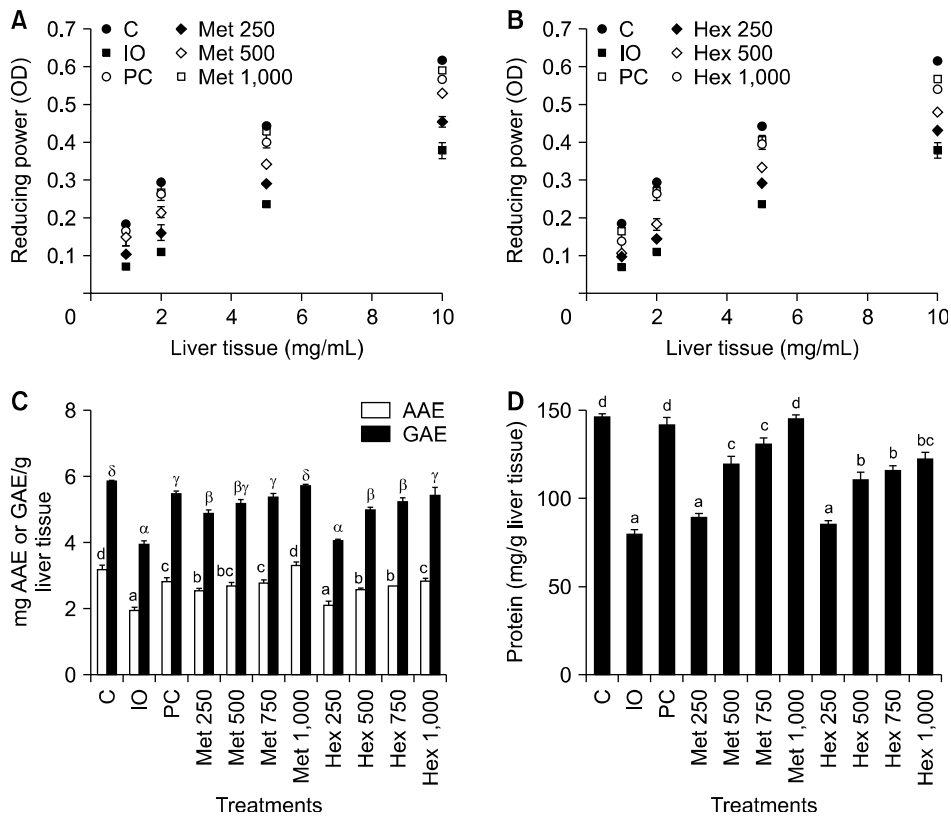 A
C
IO
PC
Met 250
Met 500
Met 1,000
Reducing power (OD)
0.7
0.6
0.5
0.4
0.3
0.2
0.1
0
2
4
6
8
10
Liver tissue (mg/mL)
B
C
IO
PC
Hex 250
Hex 500
Hex 1,000
Reducing power (OD)
0.7
0.6
0.5
0.4
0.3
0.2
0.1
0
2
4
6
8
10
Liver tissue (mg/mL)
C
AAE
GAE
mg AAE or GAE/g
liver tissue
8
6
4
2
0
δ
α
γ
β
βγ
γ
δ
α
β
β
γ
d
a
c
b
bc
c
d
a
b
b
c
C
IO
PC
Met 250
Met 500
Met 750
Met 1,000
Hex 250
Hex 500
Hex 750
Hex 1,000
Treatments
D
Protein (mg/g liver tissue)
150
100
50
0
d
a
d
a
c
c
d
a
b
b
bc
C
IO
PC
Met 250
Met 500
Met 750
Met 1,000
Hex 250
Hex 500
Hex 750
Hex 1,000
Treatments